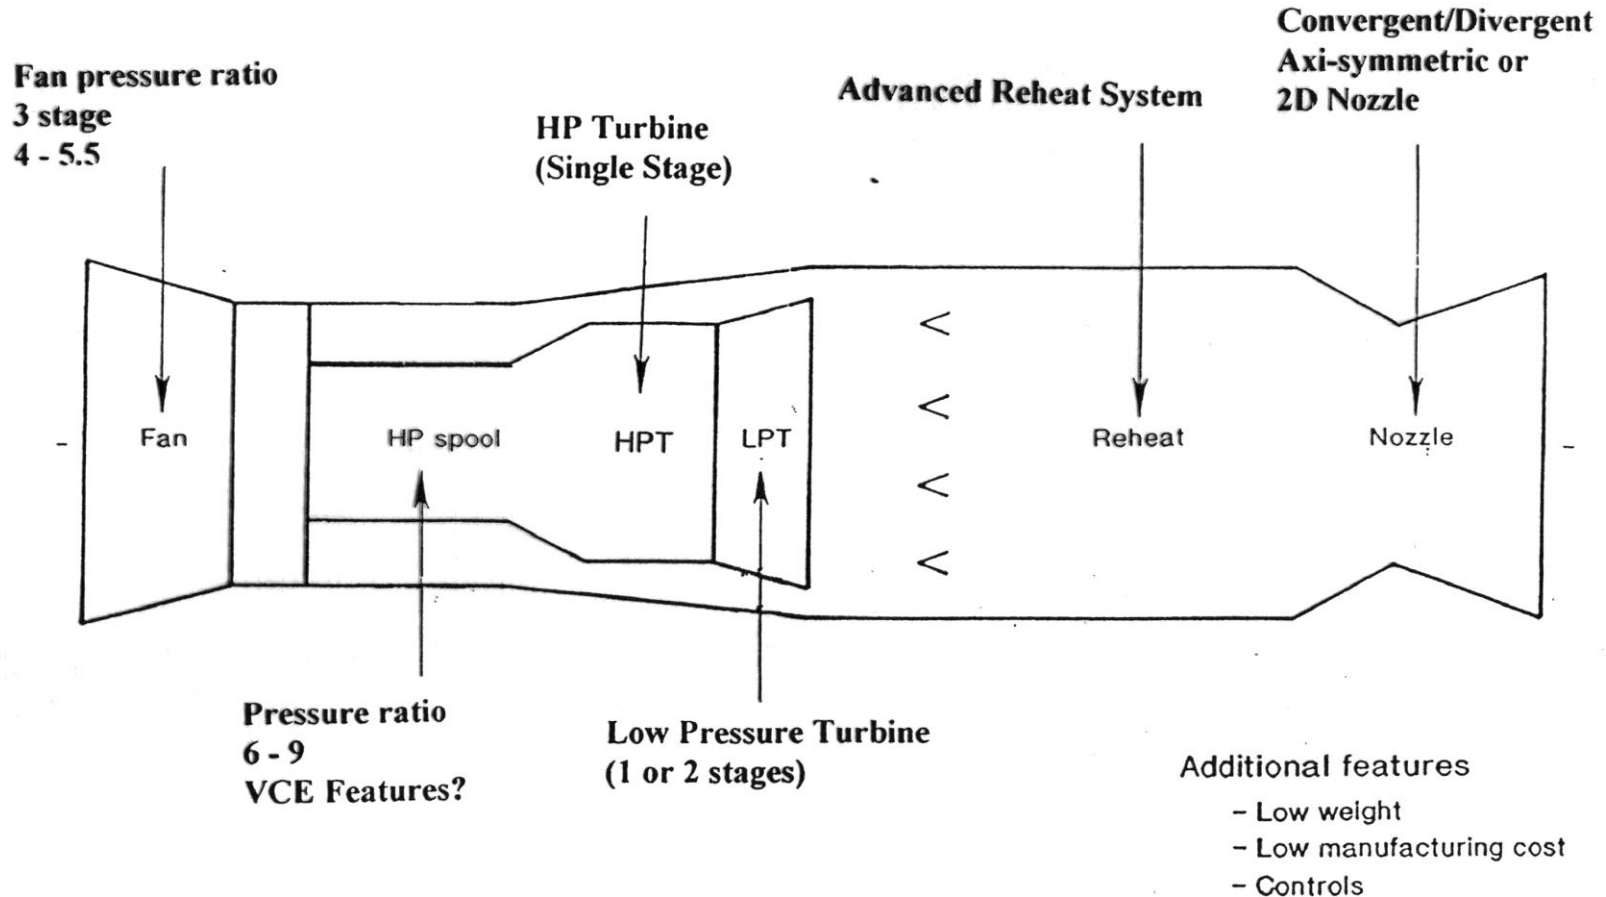 Convergent/Divergent
Axi-symmetric or
2D Nozzle
Fan pressure ratio
3 stage
4 - 5.5
Advanced Reheat System
HP Turbine
(Single Stage)
<
<
<
<
Fan
HP spool
HPT
LPT
Reheat
Nozzle
Pressure ratio
6 - 9
VCE Features?
Low Pressure Turbine
(1 or 2 stages)
Additional features
- Low weight
- Low manufacturing cost
- Controls